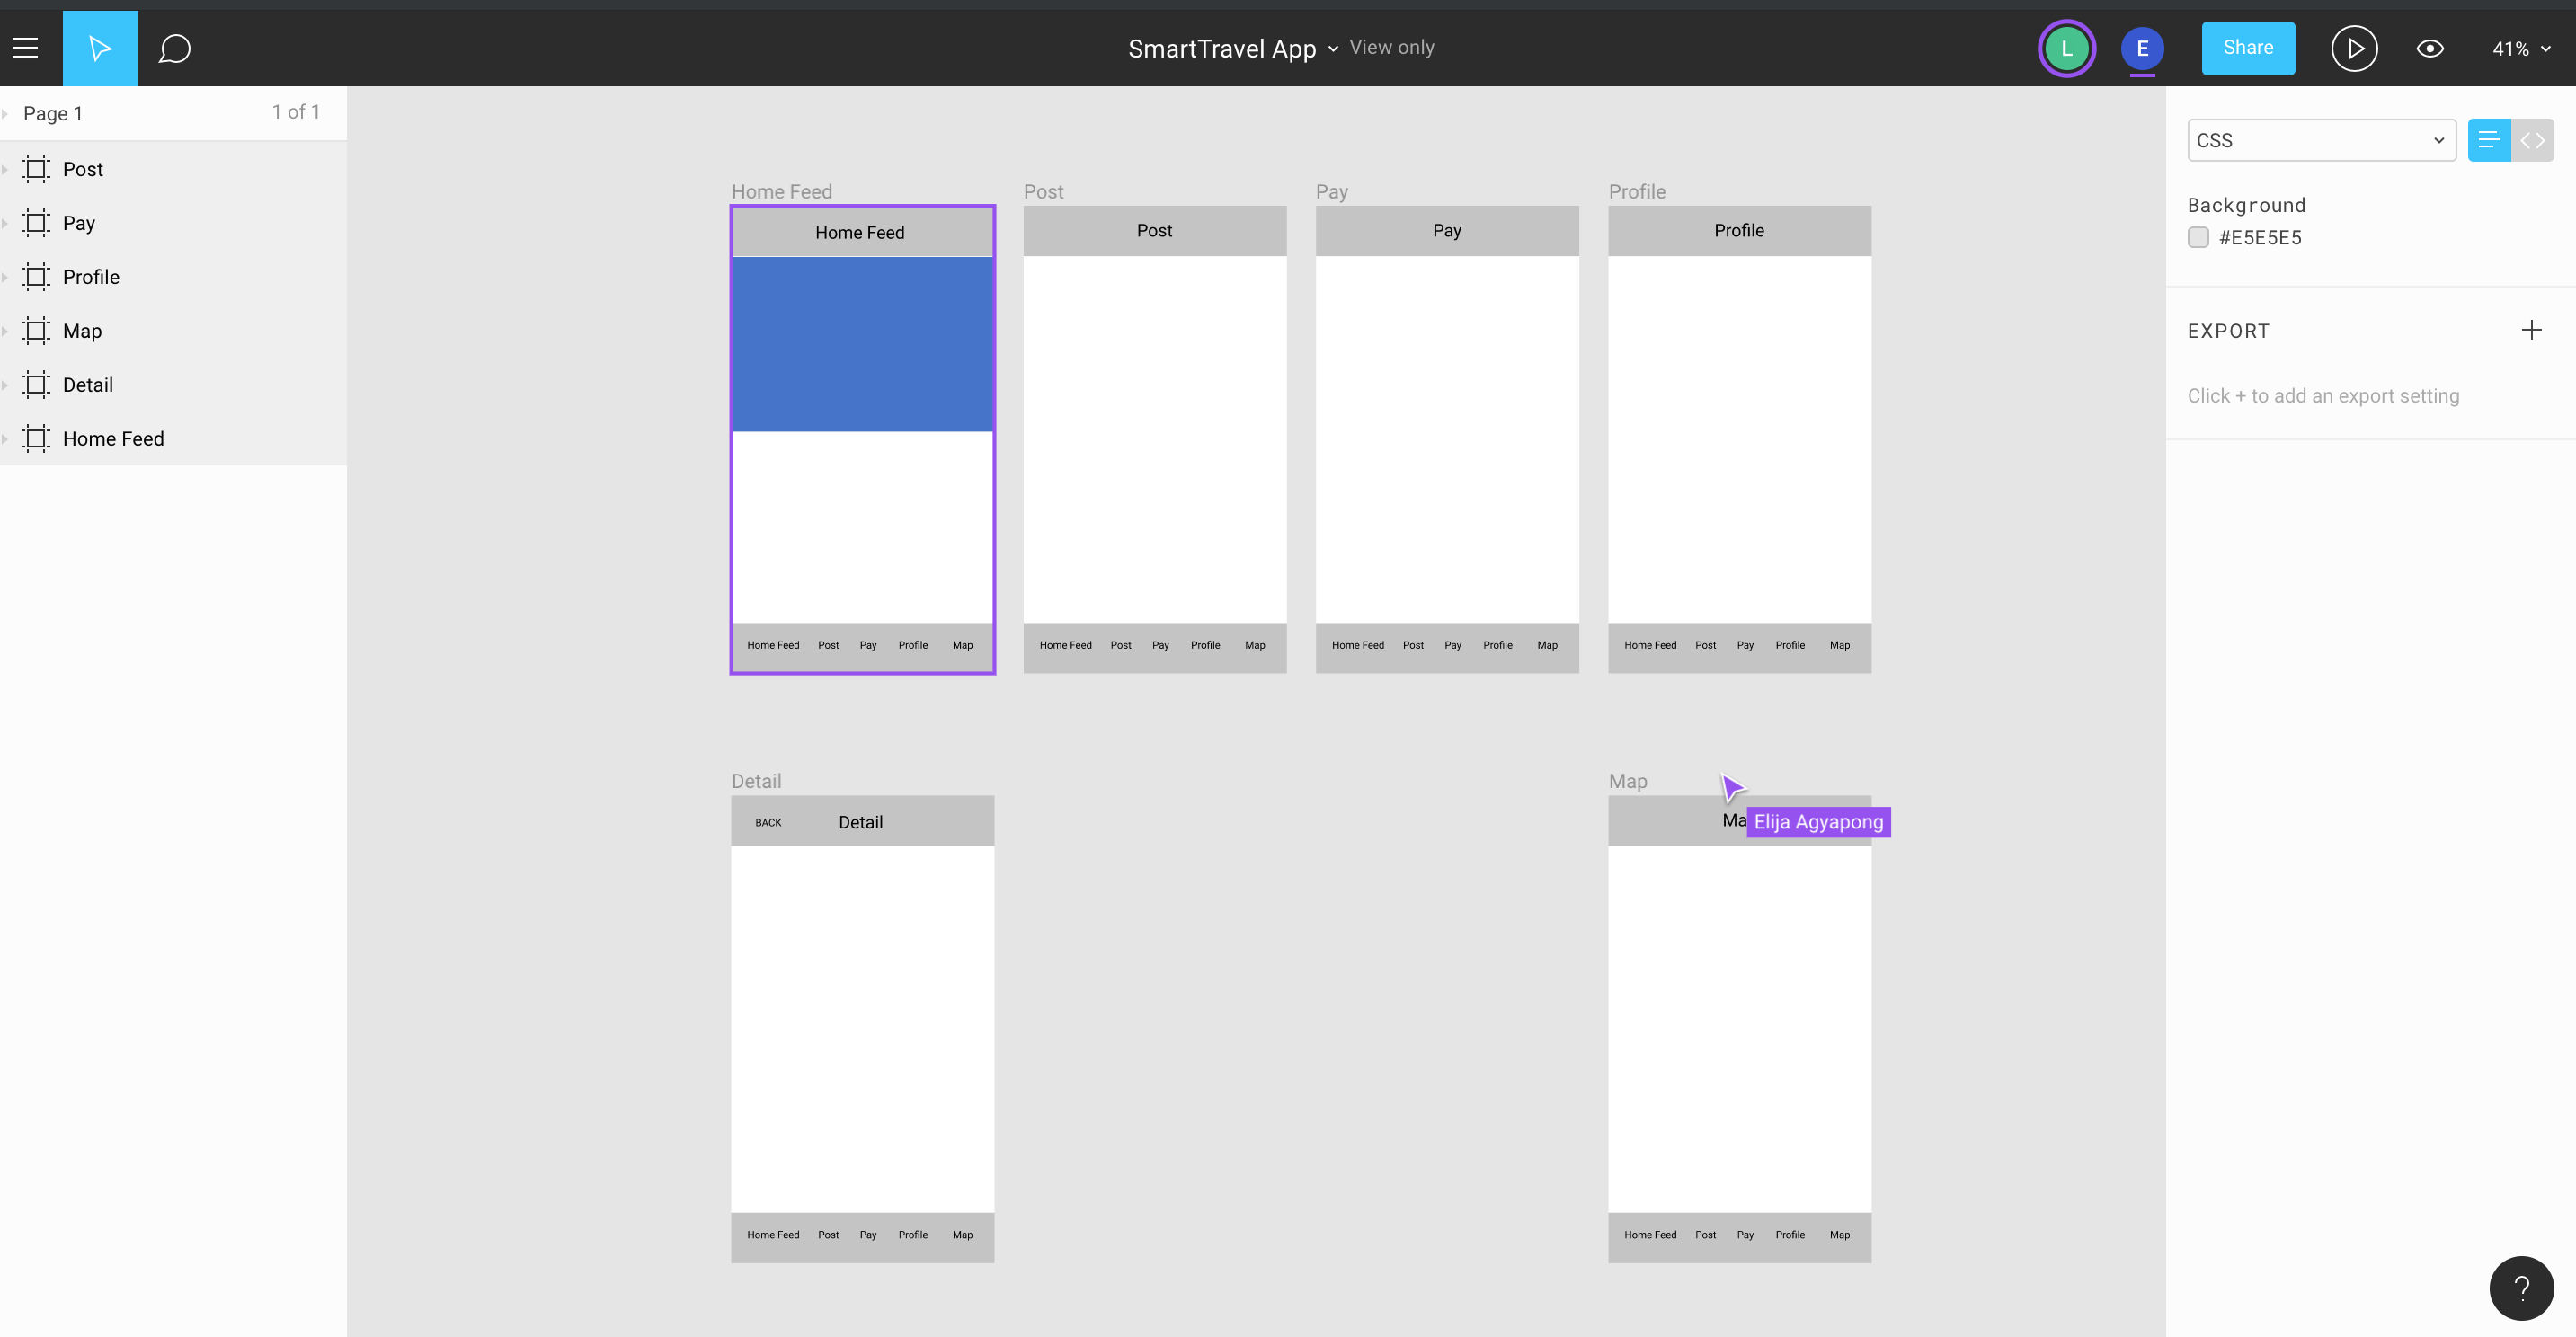 SmartTravel App View only
L
E
Share
41%
Page 1
1 of 1
Post
Pay
Profile
Map
Detail
Home Feed
Home Feed
Home Feed
Home Feed Post Pay Profile Map
Post
Post
Home Feed Post Pay Profile Map
Pay
Pay
Home Feed Post Pay Profile Map
Profile
Profile
Home Feed Post Pay Profile Map
Detail
BACK Detail
Home Feed Post Pay Profile Map
Map
Ma
Elija Agyapong
Home Feed Post Pay Profile Map
CSS
Background
#E5E5E5
EXPORT
Click + to add an export setting
?